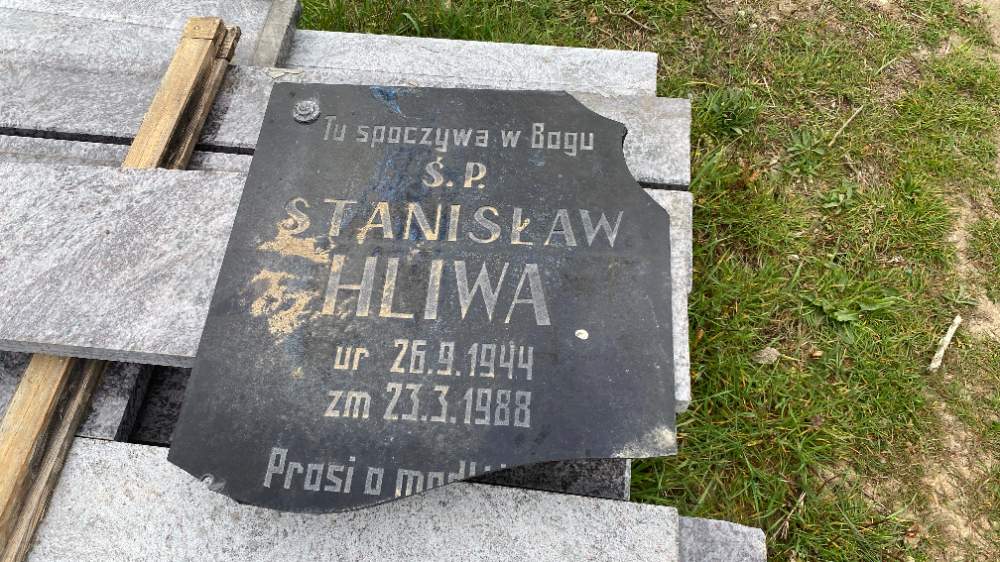 Tu spoczywa w Bogu
Ś.P.
STANISŁAW
HLIWA
ur 26.9.1944
zm 23.3.1988
Prosi o